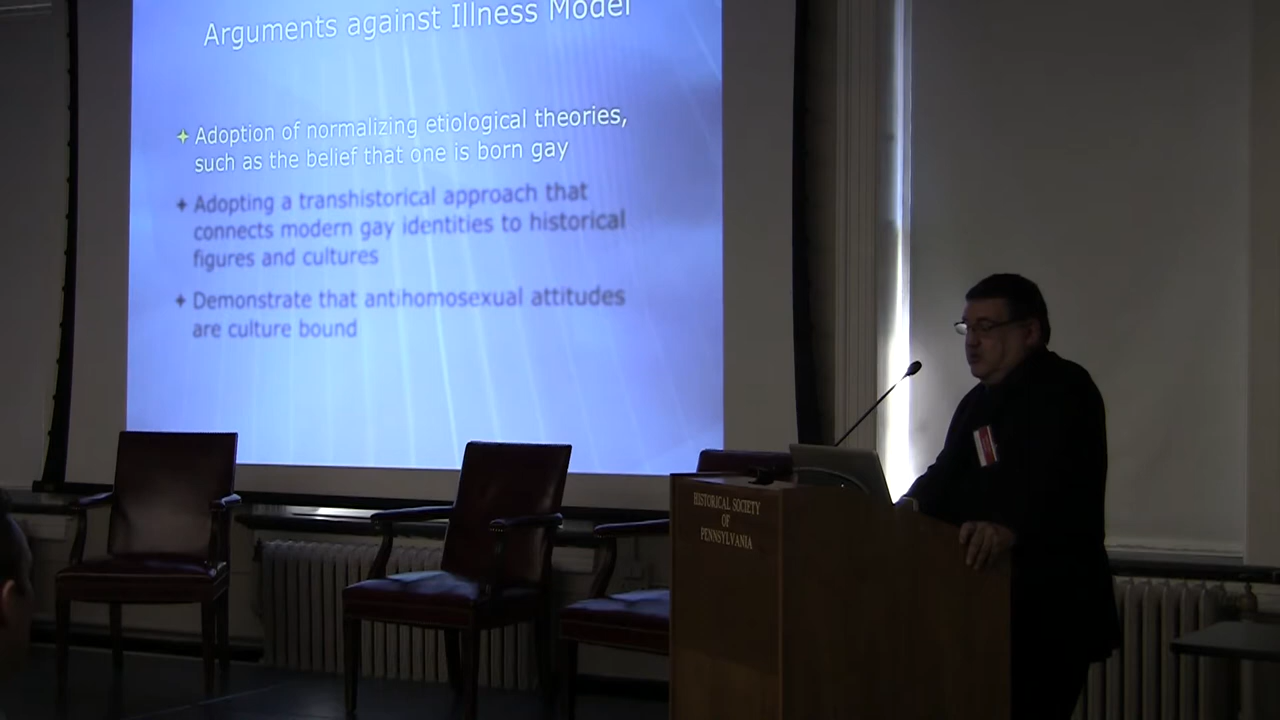 Arguments against Illness Model
Adoption of normalizing etiological theories,
such as the belief that one is born gay
Adopting a transhistorical approach that
connects modern gay identities to historical
figures and cultures
Demonstrate that antihomosexual attitudes
are culture bound
HISTORICAL SOCIETY
OF
PENNSYLVANIA